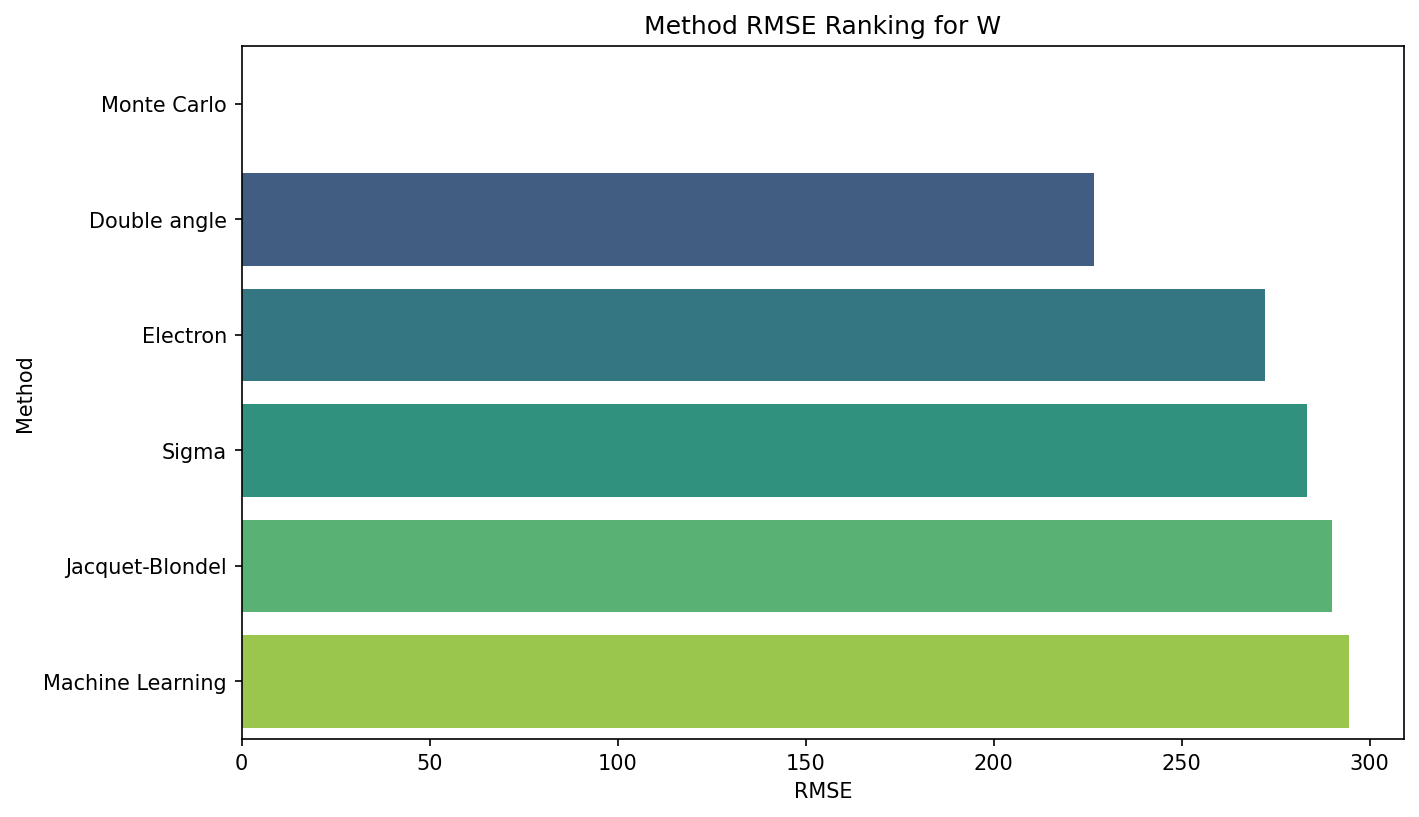 Method RMSE Ranking for W
Monte Carlo
Double angle
Electron
Sigma
Jacquet-Blondel
Machine Learning
Method
0 50 100 150 200 250 300
RMSE